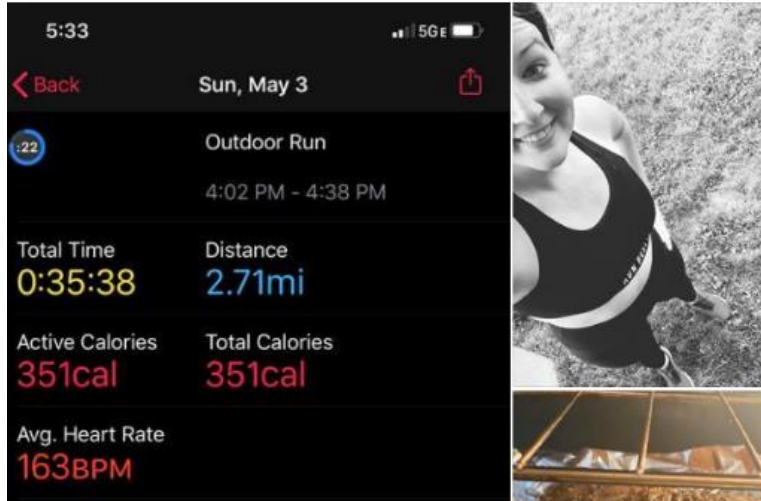 5:33 5GE
Back Sun, May 3
:22 Outdoor Run
4:02 PM - 4:38 PM
Total Time Distance
0:35:38 2.71mi
Active Calories Total Calories
351cal 351cal
Avg. Heart Rate
163BPM